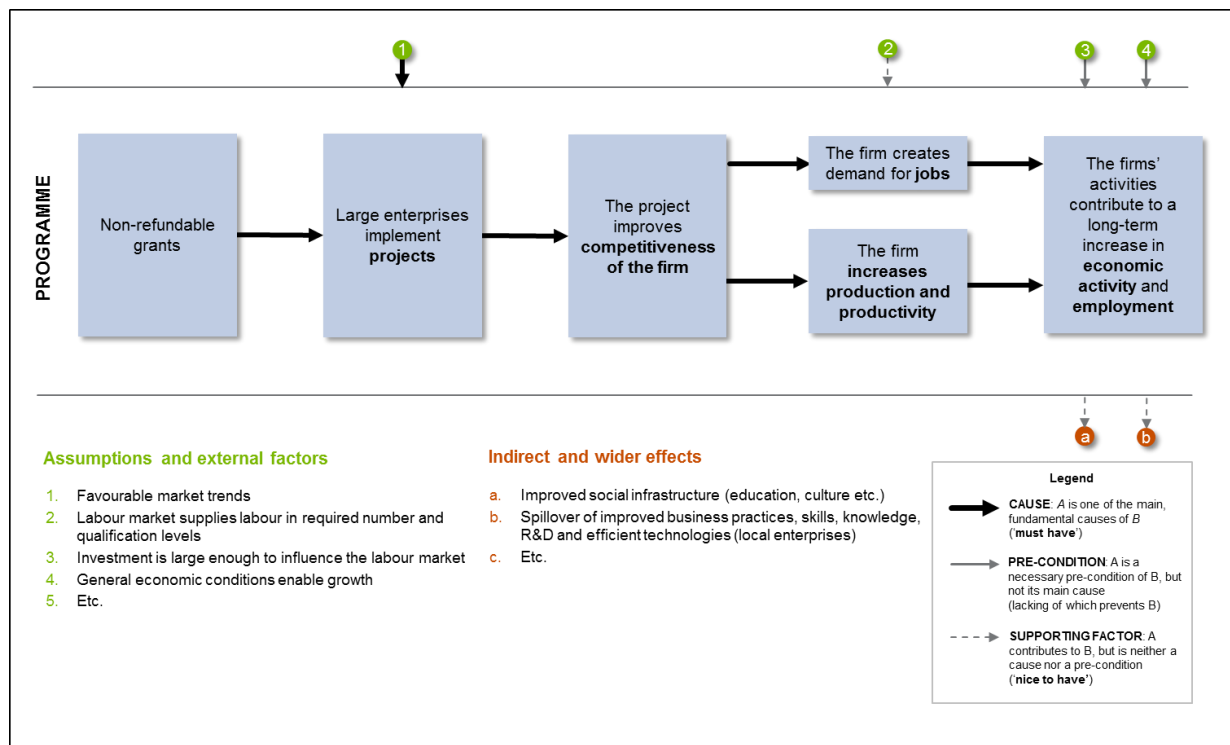 1
2
3
4
PROGRAMME
Non-refundable
grants
Large enterprises
implement
projects
The project
improves
competitiveness
of the firm
The firm creates
demand for jobs
The firm
increases
production and
productivity
The firms'
activities
contribute to a
long-term
increase in
economic
activity and
employment
a
b
Assumptions and external factors
1. Favourable market trends
2. Labour market supplies labour in required number and
qualification levels
3. Investment is large enough to influence the labour market
4. General economic conditions enable growth
5. Etc.
Indirect and wider effects
a. Improved social infrastructure (education, culture etc.)
b. Spillover of improved business practices, skills, knowledge,
R&D and efficient technologies (local enterprises)
c. Etc.
Legend
CAUSE: A is one of the main,
fundamental causes of B
('must have')
PRE-CONDITION: A is a
necessary pre-condition of B, but
not its main cause
(lacking of which prevents B)
SUPPORTING FACTOR: A
contributes to B, but is neither a
cause nor a pre-condition
('nice to have')